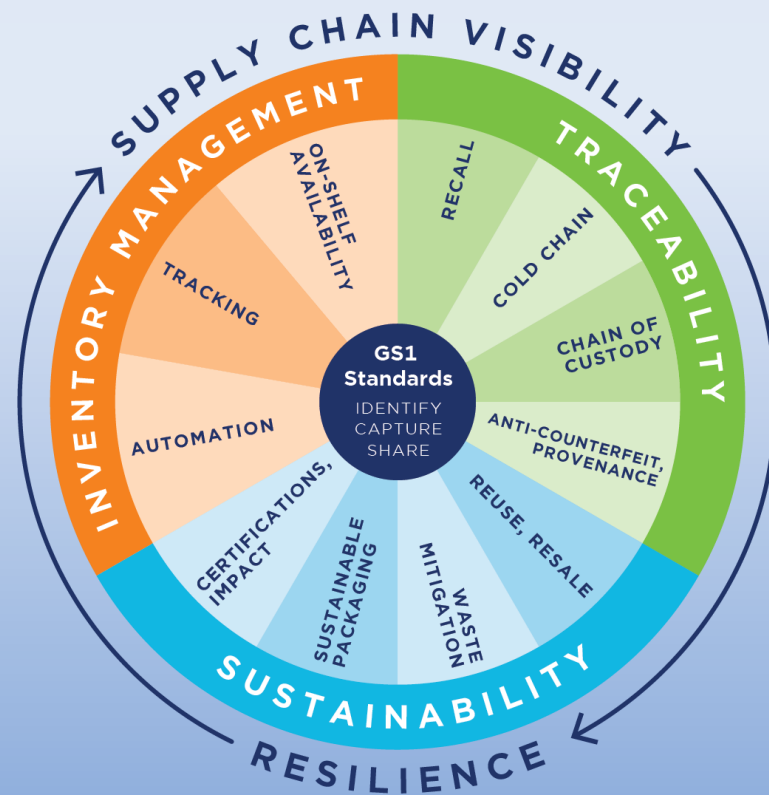 SUPPLY CHAIN VISIBILITY
INVENTORY MANAGEMENT
TRACEABILITY
ON-SHELF
AVAILABILITY
TRACKING
AUTOMATION
RECALL
COLD CHAIN
CHAIN OF
CUSTODY
ANTI-COUNTERFEIT,
PROVENANCE
GS1
Standards
IDENTIFY
CAPTURE
SHARE
REUSE, RESALE
WASTE
MITIGATION
SUSTAINABLE
PACKAGING
CERTIFICATIONS,
IMPACT
SUSTAINABILITY
RESILIENCE